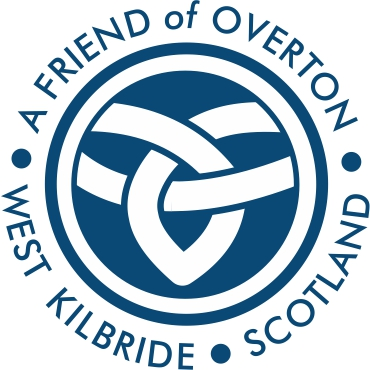 A FRIEND of OVERTON
WEST KILBRIDE • SCOTLAND